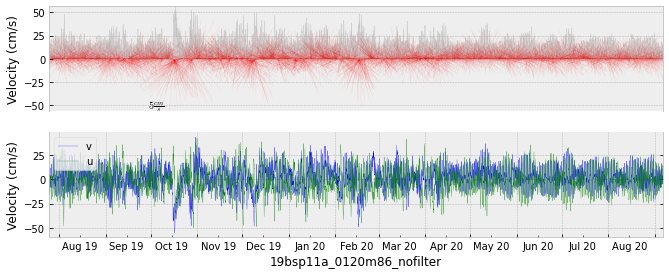 Velocity (cm/s)
50
25
0
−25
−50
5 cm/s
Velocity (cm/s)
v
u
25
0
−25
−50
Aug 19 Sep 19 Oct 19 Nov 19 Dec 19 Jan 20 Feb 20 Mar 20 Apr 20 May 20 Jun 20 Jul 20 Aug 20
19bsp11a_0120m86_nofilter